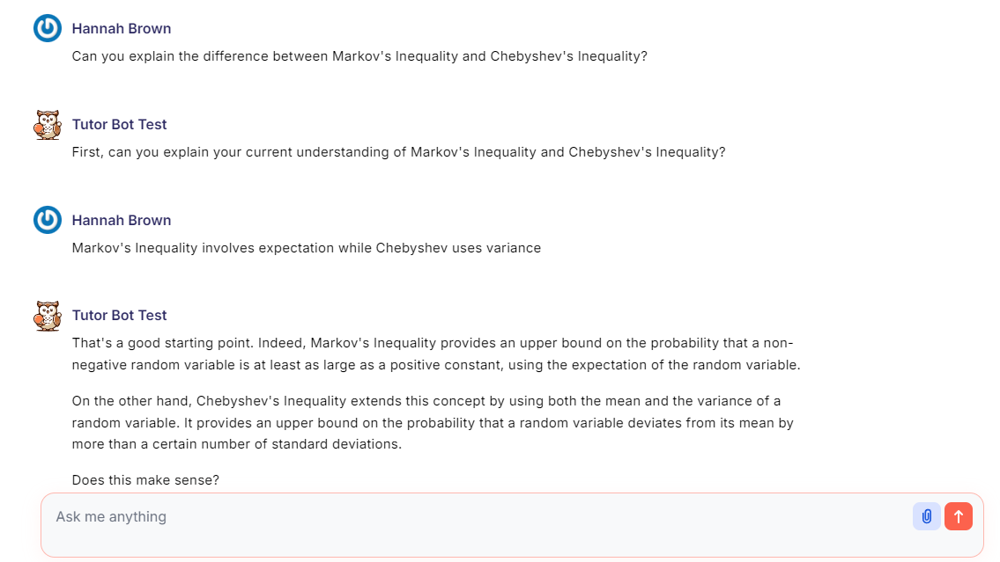 Hannah Brown
Can you explain the difference between Markov's Inequality and Chebyshev's Inequality?
Tutor Bot Test
First, can you explain your current understanding of Markov's Inequality and Chebyshev's Inequality?
Hannah Brown
Markov's Inequality involves expectation while Chebyshev uses variance
Tutor Bot Test
That's a good starting point. Indeed, Markov's Inequality provides an upper bound on the probability that a non-
negative random variable is at least as large as a positive constant, using the expectation of the random variable.
On the other hand, Chebyshev's Inequality extends this concept by using both the mean and the variance of a
random variable. It provides an upper bound on the probability that a random variable deviates from its mean by
more than a certain number of standard deviations.
Does this make sense?
Ask me anything